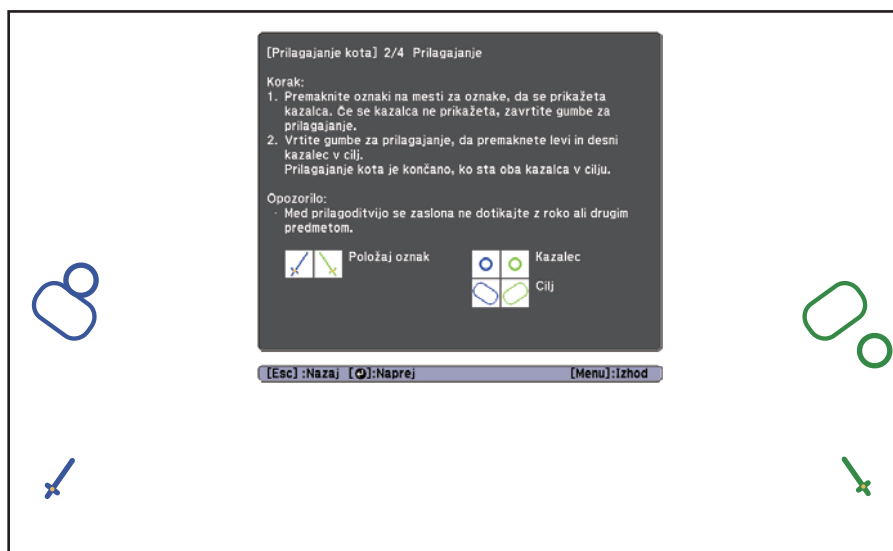 [Prilagajanje kota] 2/4 Prilagajanje
Korak:
1. Premaknite oznaki na mesti za oznake, da se prikažeta
kazalca. Če se kazalca ne prikažeta, zavrtite gumbe za
prilagajanje.
2. Vrtite gumbe za prilagajanje, da premaknete levi in desni
kazalec v cilj.
Prilagajanje kota je končano, ko sta oba kazalca v cilju.
Opozorilo:
· Med prilagoditvijo se zaslona ne dotikajte z roko ali drugim
predmetom.
Položaj oznak
Kazalec
Cilj
[Esc] :Nazaj [⏎]:Naprej [Menu]:Izhod